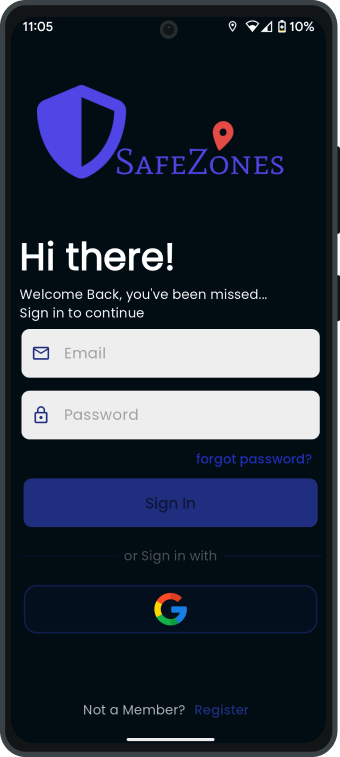 11:05 10%
SafeZones
Hi there!
Welcome Back, you've been missed...
Sign in to continue
Email
Password
forgot password?
Sign In
or Sign in with
Not a Member? Register